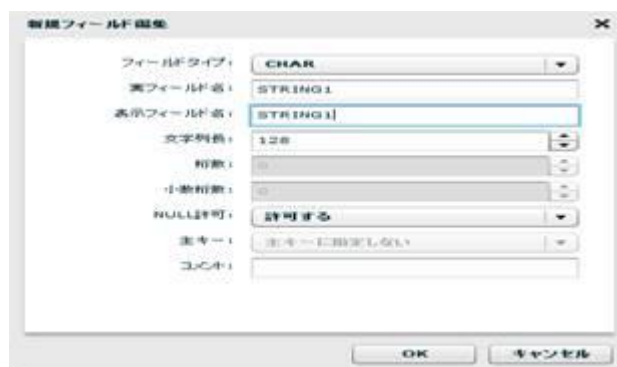 新規フィールド編集
フィールドタイプ: CHAR
実フィールド名: STRING1
表示フィールド名: STRING1
文字列長: 128
桁数: 0
小数桁数: 0
NULL許可: 許可する
主キー: 主キーに指定しない
コメント:
OK キャンセル